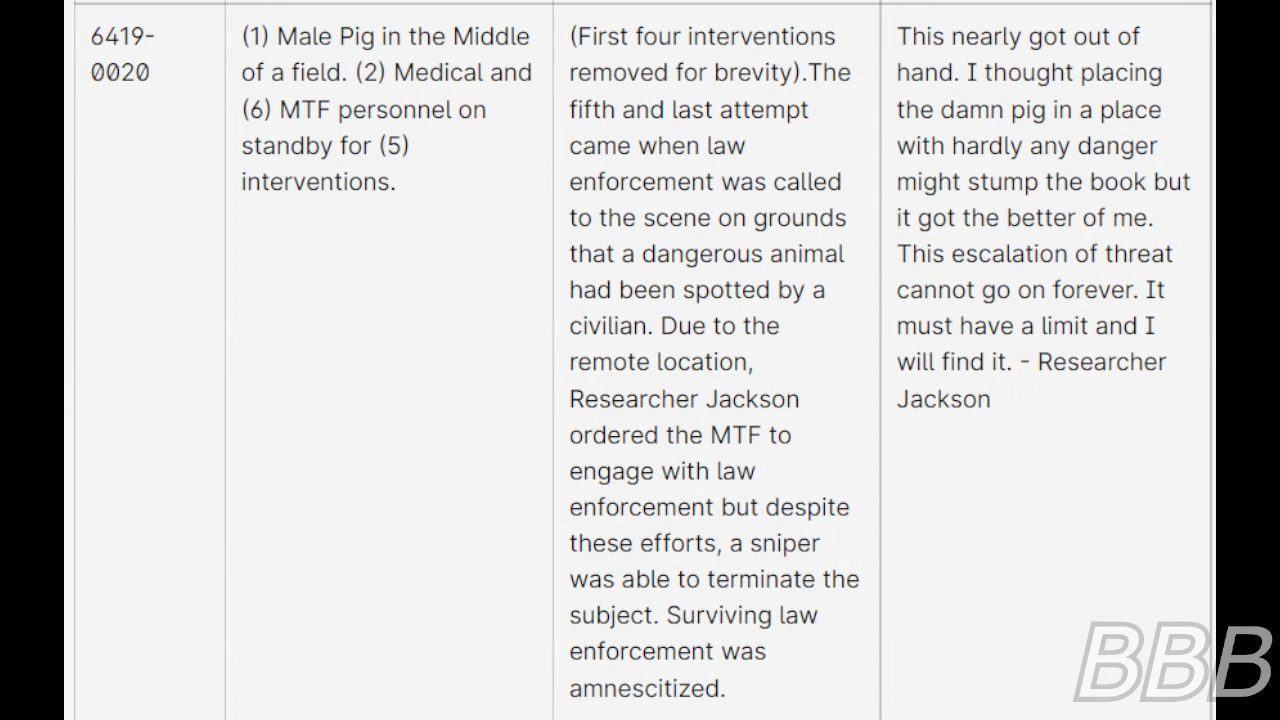 6419-
0020
(1) Male Pig in the Middle
of a field. (2) Medical and
(6) MTF personnel on
standby for (5)
interventions.
(First four interventions
removed for brevity).The
fifth and last attempt
came when law
enforcement was called
to the scene on grounds
that a dangerous animal
had been spotted by a
civilian. Due to the
remote location,
Researcher Jackson
ordered the MTF to
engage with law
enforcement but despite
these efforts, a sniper
was able to terminate the
subject. Surviving law
enforcement was
amnescitized.
This nearly got out of
hand. I thought placing
the damn pig in a place
with hardly any danger
might stump the book but
it got the better of me.
This escalation of threat
cannot go on forever. It
must have a limit and I
will find it. - Researcher
Jackson
BBB